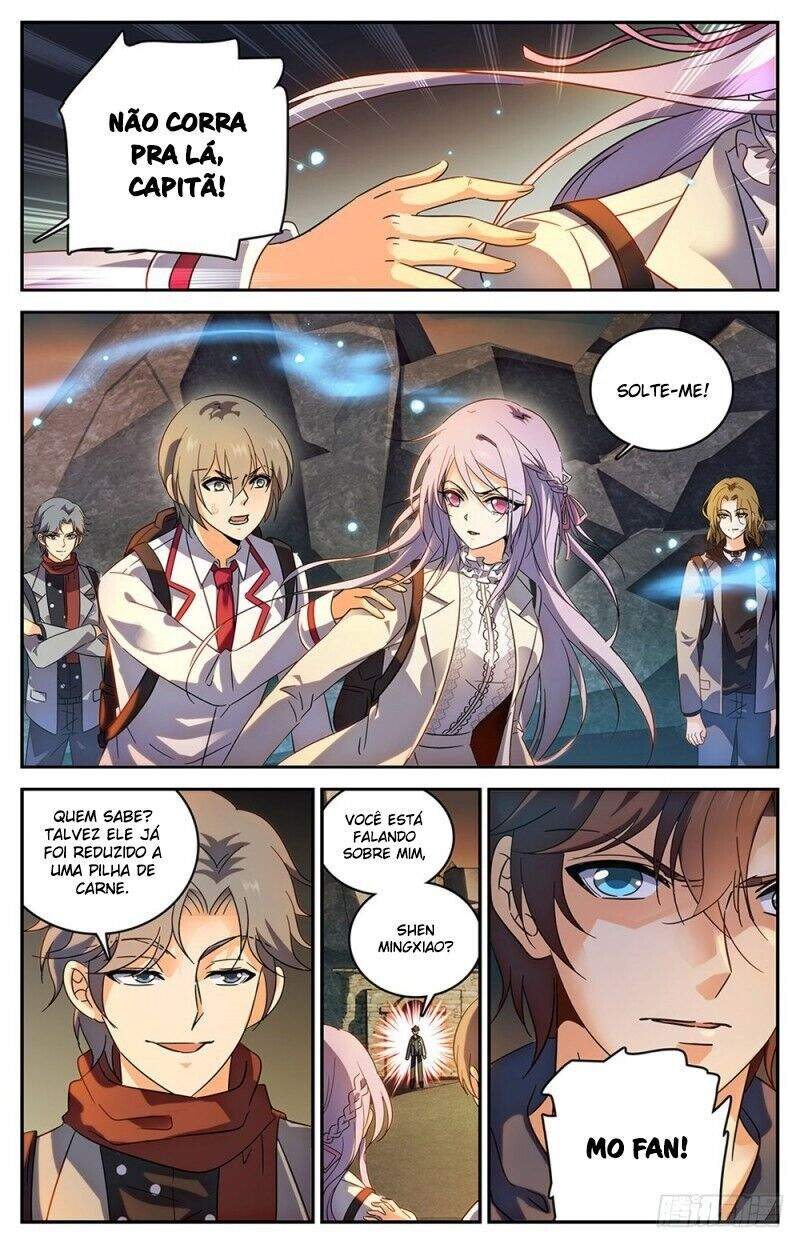 NÃO CORRA
PRA LÁ,
CAPITÃ!
SOLTE-ME!
QUEM SABE?
TALVEZ ELE JÁ
FOI REDUZIDO A
UMA PILHA DE
CARNE.
VOCÊ ESTÁ
FALANDO
SOBRE MIM,
SHEN
MINGXIAO?
MO FAN!